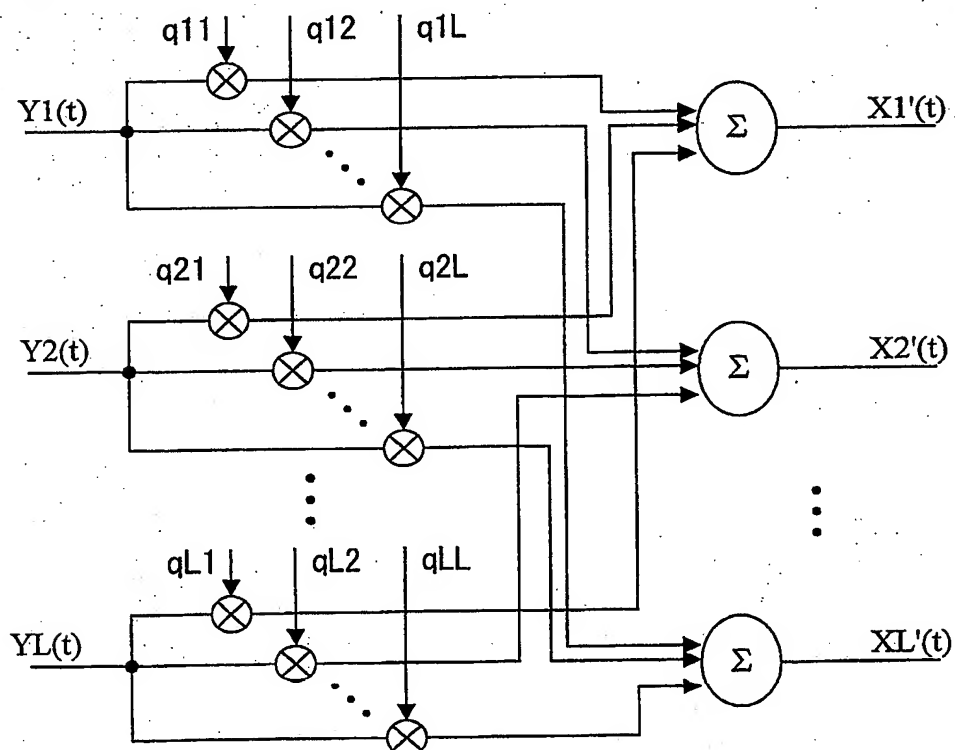 q11 q12 q1L
Y1(t) Σ X1'(t)
q21 q22 q2L
Y2(t) Σ X2'(t)
qL1 qL2 qLL
YL(t) Σ XL'(t)